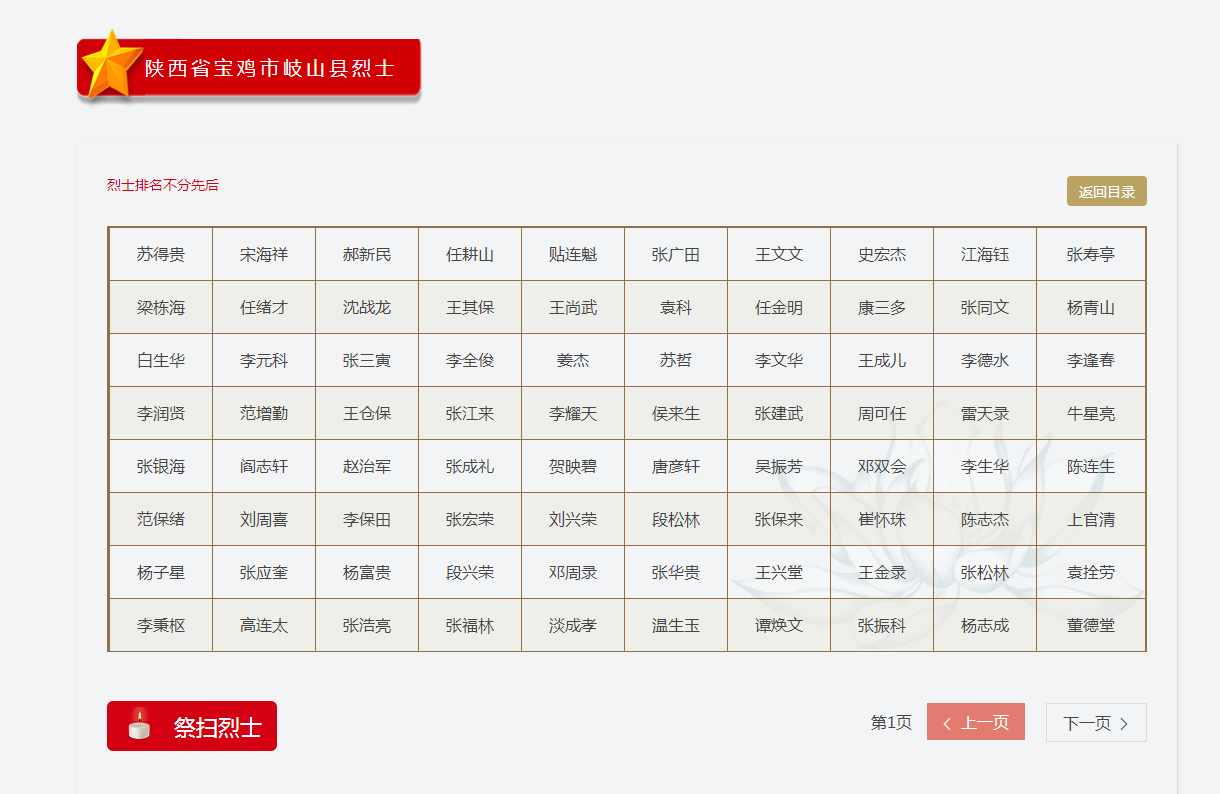 陕西省宝鸡市岐山县烈士
烈士排名不分先后
返回目录
苏得贵 宋海祥 郝新民 任耕山 贴连魁 张广田 王文文 史宏杰 江海钰 张寿亭
梁栋海 任绪才 沈战龙 王其保 王尚武 袁科 任金明 康三多 张同文 杨青山
白生华 李元科 张三寅 李全俊 姜杰 苏哲 李文华 王成儿 李德水 李逢春
李润贤 范增勤 王仓保 张江来 李耀天 侯来生 张建武 周可任 雷天录 牛星亮
张银海 阎志轩 赵治军 张成礼 贺映碧 唐彦轩 吴振芳 邓双会 李生华 陈连生
范保绪 刘周喜 李保田 张宏荣 刘兴荣 段松林 张保来 崔怀珠 陈志杰 上官清
杨子星 张应奎 杨富贵 段兴荣 邓周录 张华贵 王兴堂 王金录 张松林 袁拴劳
李秉枢 高连太 张浩亮 张福林 淡成孝 温生玉 谭焕文 张振科 杨志成 董德堂
祭扫烈士
第1页 上一页 下一页